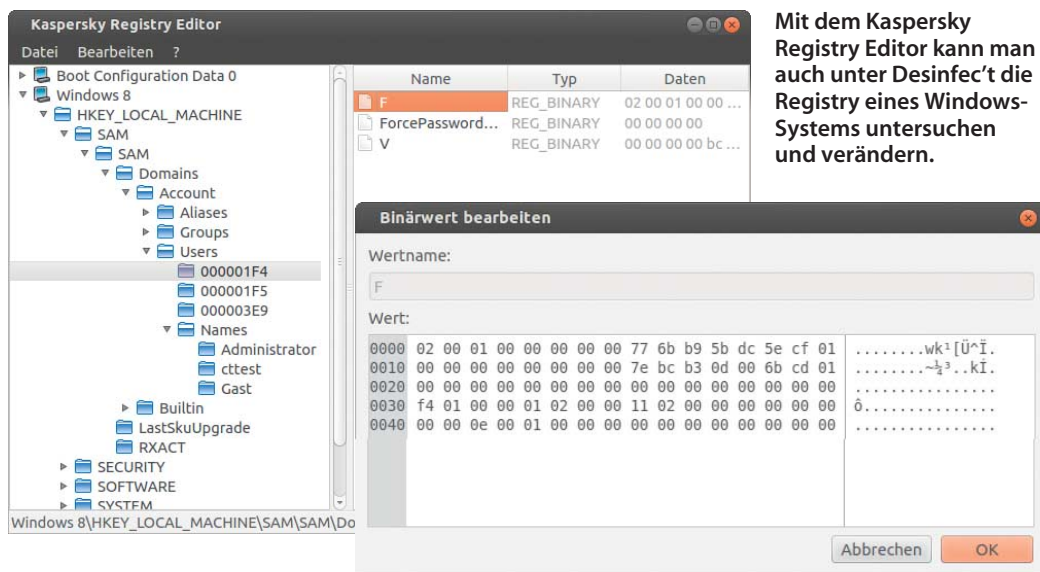 Kaspersky Registry Editor
Datei Bearbeiten ?
Boot Configuration Data 0
Windows 8
HKEY_LOCAL_MACHINE
SAM
SAM
Domains
Account
Aliases
Groups
Users
000001F4
000001F5
000003E9
Names
Administrator
cttest
Gast
Builtin
LastSkuUpgrade
RXACT
SECURITY
SOFTWARE
SYSTEM
Windows 8\HKEY_LOCAL_MACHINE\SAM\SAM\Do
Name Typ Daten
F REG_BINARY 02 00 01 00 00 ...
ForcePassword... REG_BINARY 00 00 00 00
V REG_BINARY 00 00 00 00 bc ...
Mit dem Kaspersky
Registry Editor kann man
auch unter Desinfec't die
Registry eines Windows-
Systems untersuchen
und verändern.
Binärwert bearbeiten
Wertname:
F
Wert:
0000 02 00 01 00 00 00 00 00 77 6b b9 5b dc 5e cf 01 ........wk¹[Ü^Ï.
0010 00 00 00 00 00 00 00 00 7e bc b3 0d 00 6b cd 01 ........~¼³..kÍ.
0020 00 00 00 00 00 00 00 00 00 00 00 00 00 00 00 00 ................
0030 f4 01 00 00 01 02 00 00 11 02 00 00 00 00 00 00 ô...............
0040 00 00 0e 00 01 00 00 00 00 00 00 00 00 00 00 00 ................
Abbrechen OK